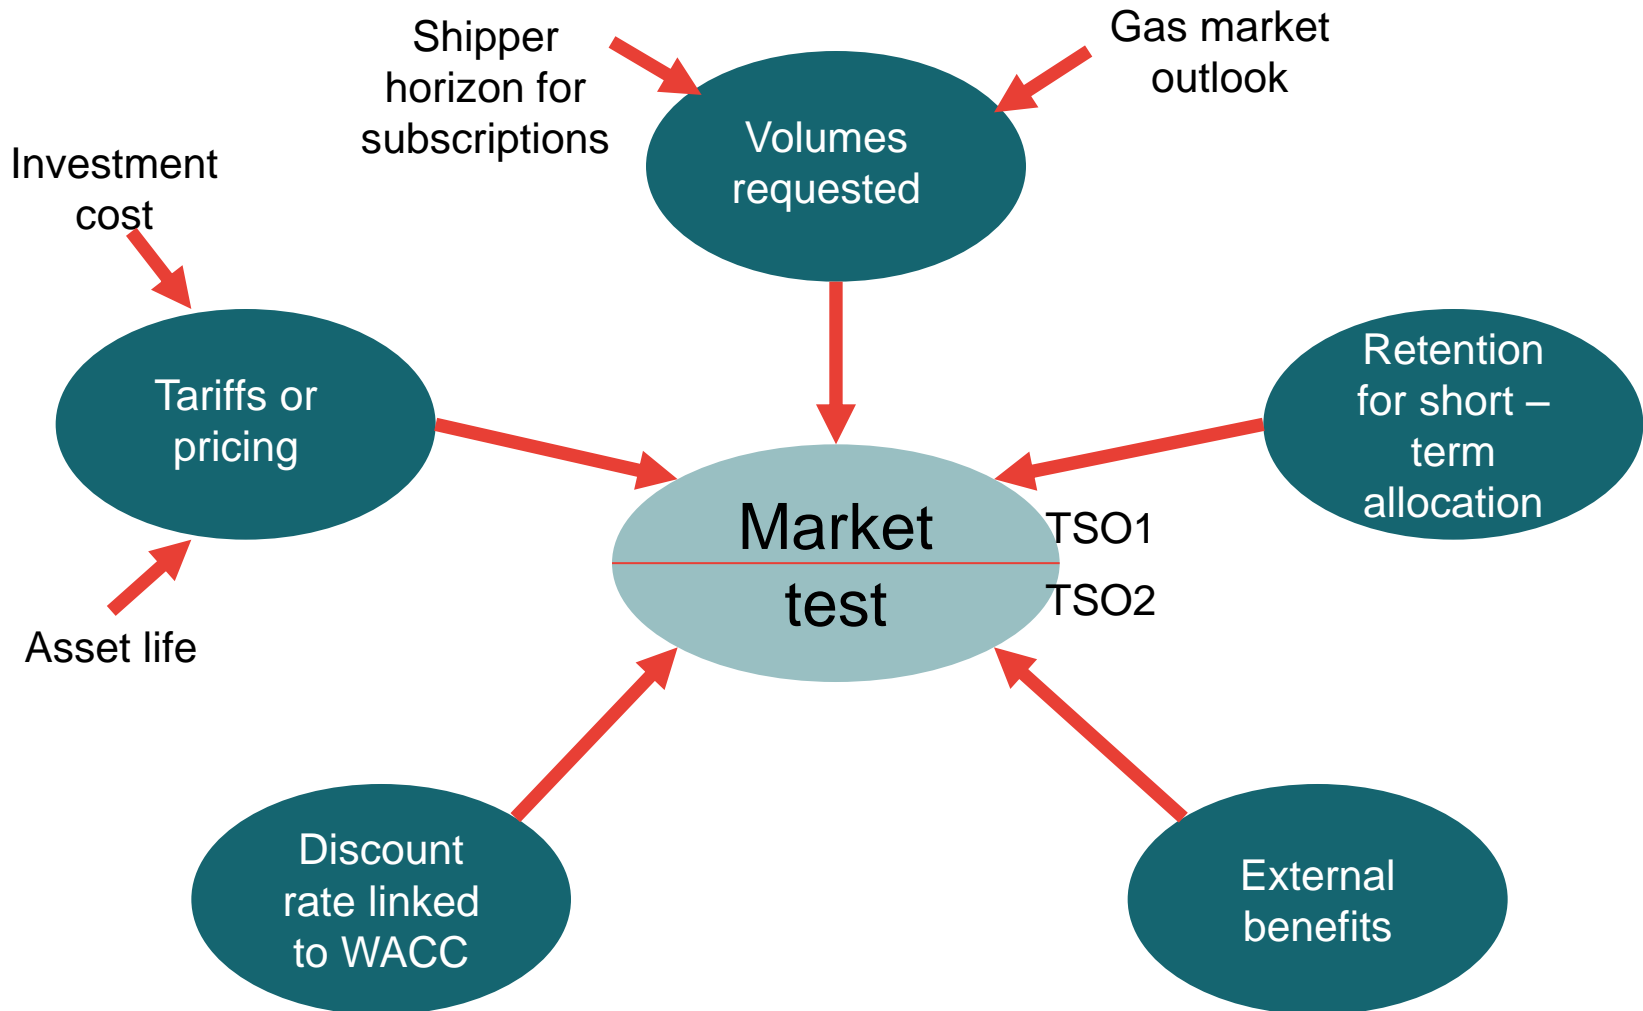 Shipper
horizon for
subscriptions
Gas market
outlook
Volumes
requested
Investment
cost
Tariffs or
pricing
Asset life
Retention
for short –
term
allocation
Market
test
TSO1
TSO2
Discount
rate linked
to WACC
External
benefits